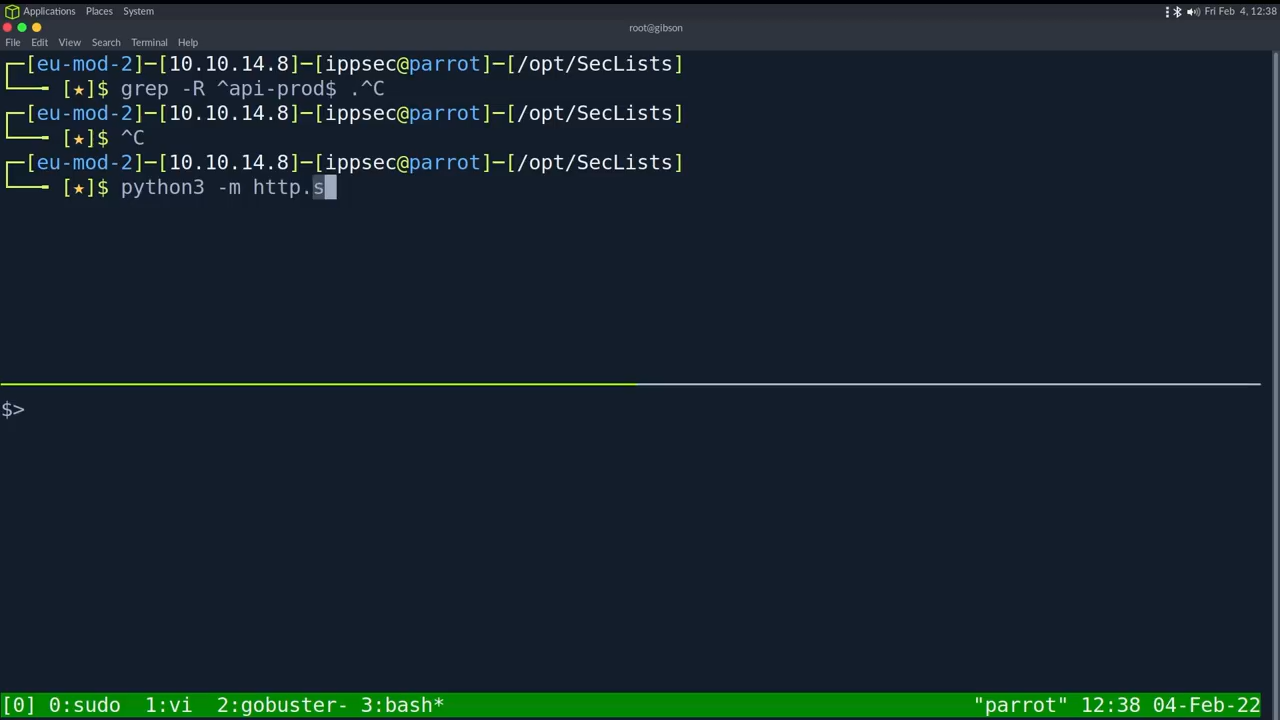 Applications Places System Fri Feb 4, 12:38
root@gibson
File Edit View Search Terminal Help
┌─[eu-mod-2]─[10.10.14.8]─[ippsec@parrot]─[/opt/SecLists]
└──╼ [★]$ grep -R ^api-prod$ .^C
┌─[eu-mod-2]─[10.10.14.8]─[ippsec@parrot]─[/opt/SecLists]
└──╼ [★]$ ^C
┌─[eu-mod-2]─[10.10.14.8]─[ippsec@parrot]─[/opt/SecLists]
└──╼ [★]$ python3 -m http.s
$>
[0] 0:sudo 1:vi 2:gobuster- 3:bash* "parrot" 12:38 04-Feb-22